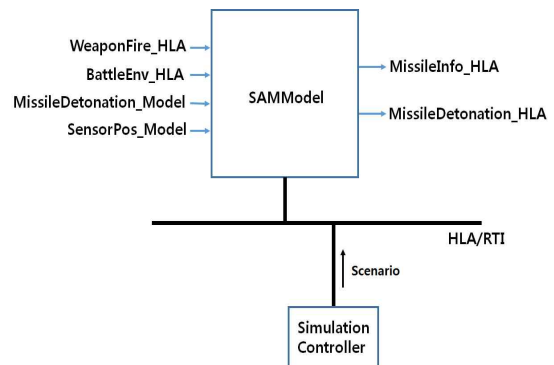 WeaponFire_HLA
BattleEnv_HLA
MissileDetonation_Model
SensorPos_Model
SAMModel
MissileInfo_HLA
MissileDetonation_HLA
HLA/RTI
Scenario
Simulation
Controller